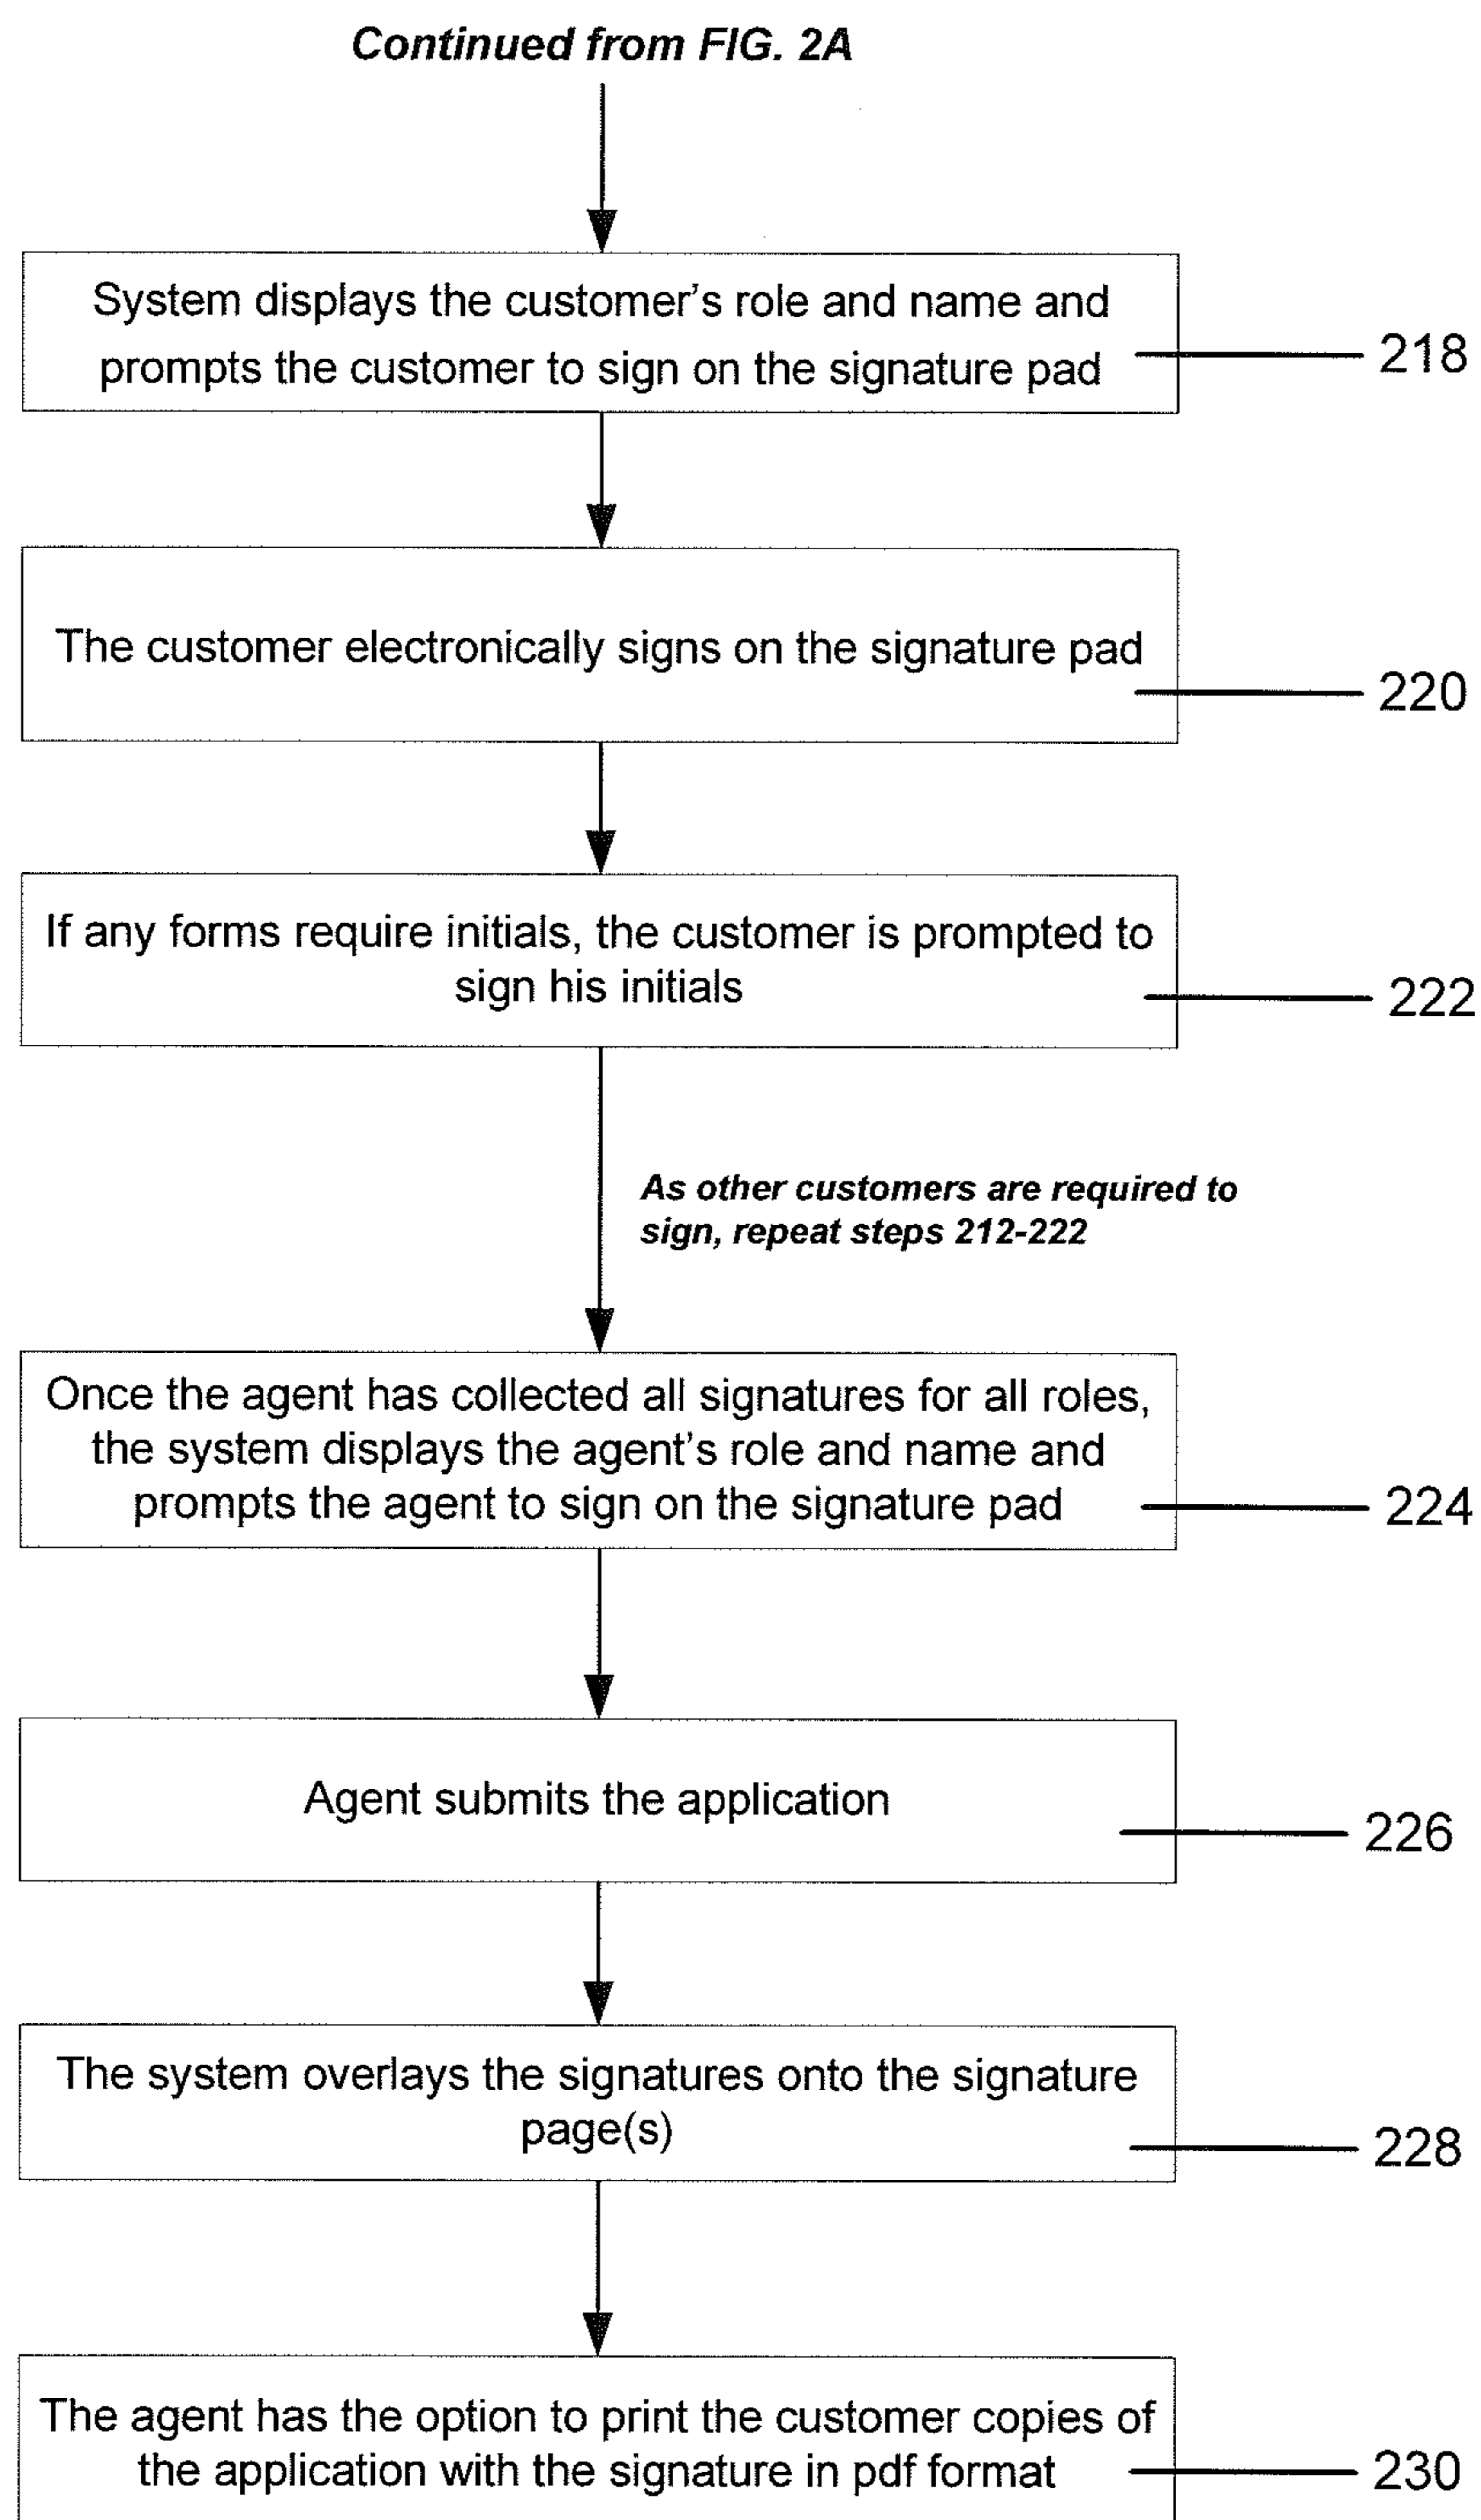 Continued from FIG. 2A
System displays the customer's role and name and
prompts the customer to sign on the signature pad
218
The customer electronically signs on the signature pad
220
If any forms require initials, the customer is prompted to
sign his initials
222
As other customers are required to
sign, repeat steps 212-222
Once the agent has collected all signatures for all roles,
the system displays the agent's role and name and
prompts the agent to sign on the signature pad
224
Agent submits the application
226
The system overlays the signatures onto the signature
page(s)
228
The agent has the option to print the customer copies of
the application with the signature in pdf format
230